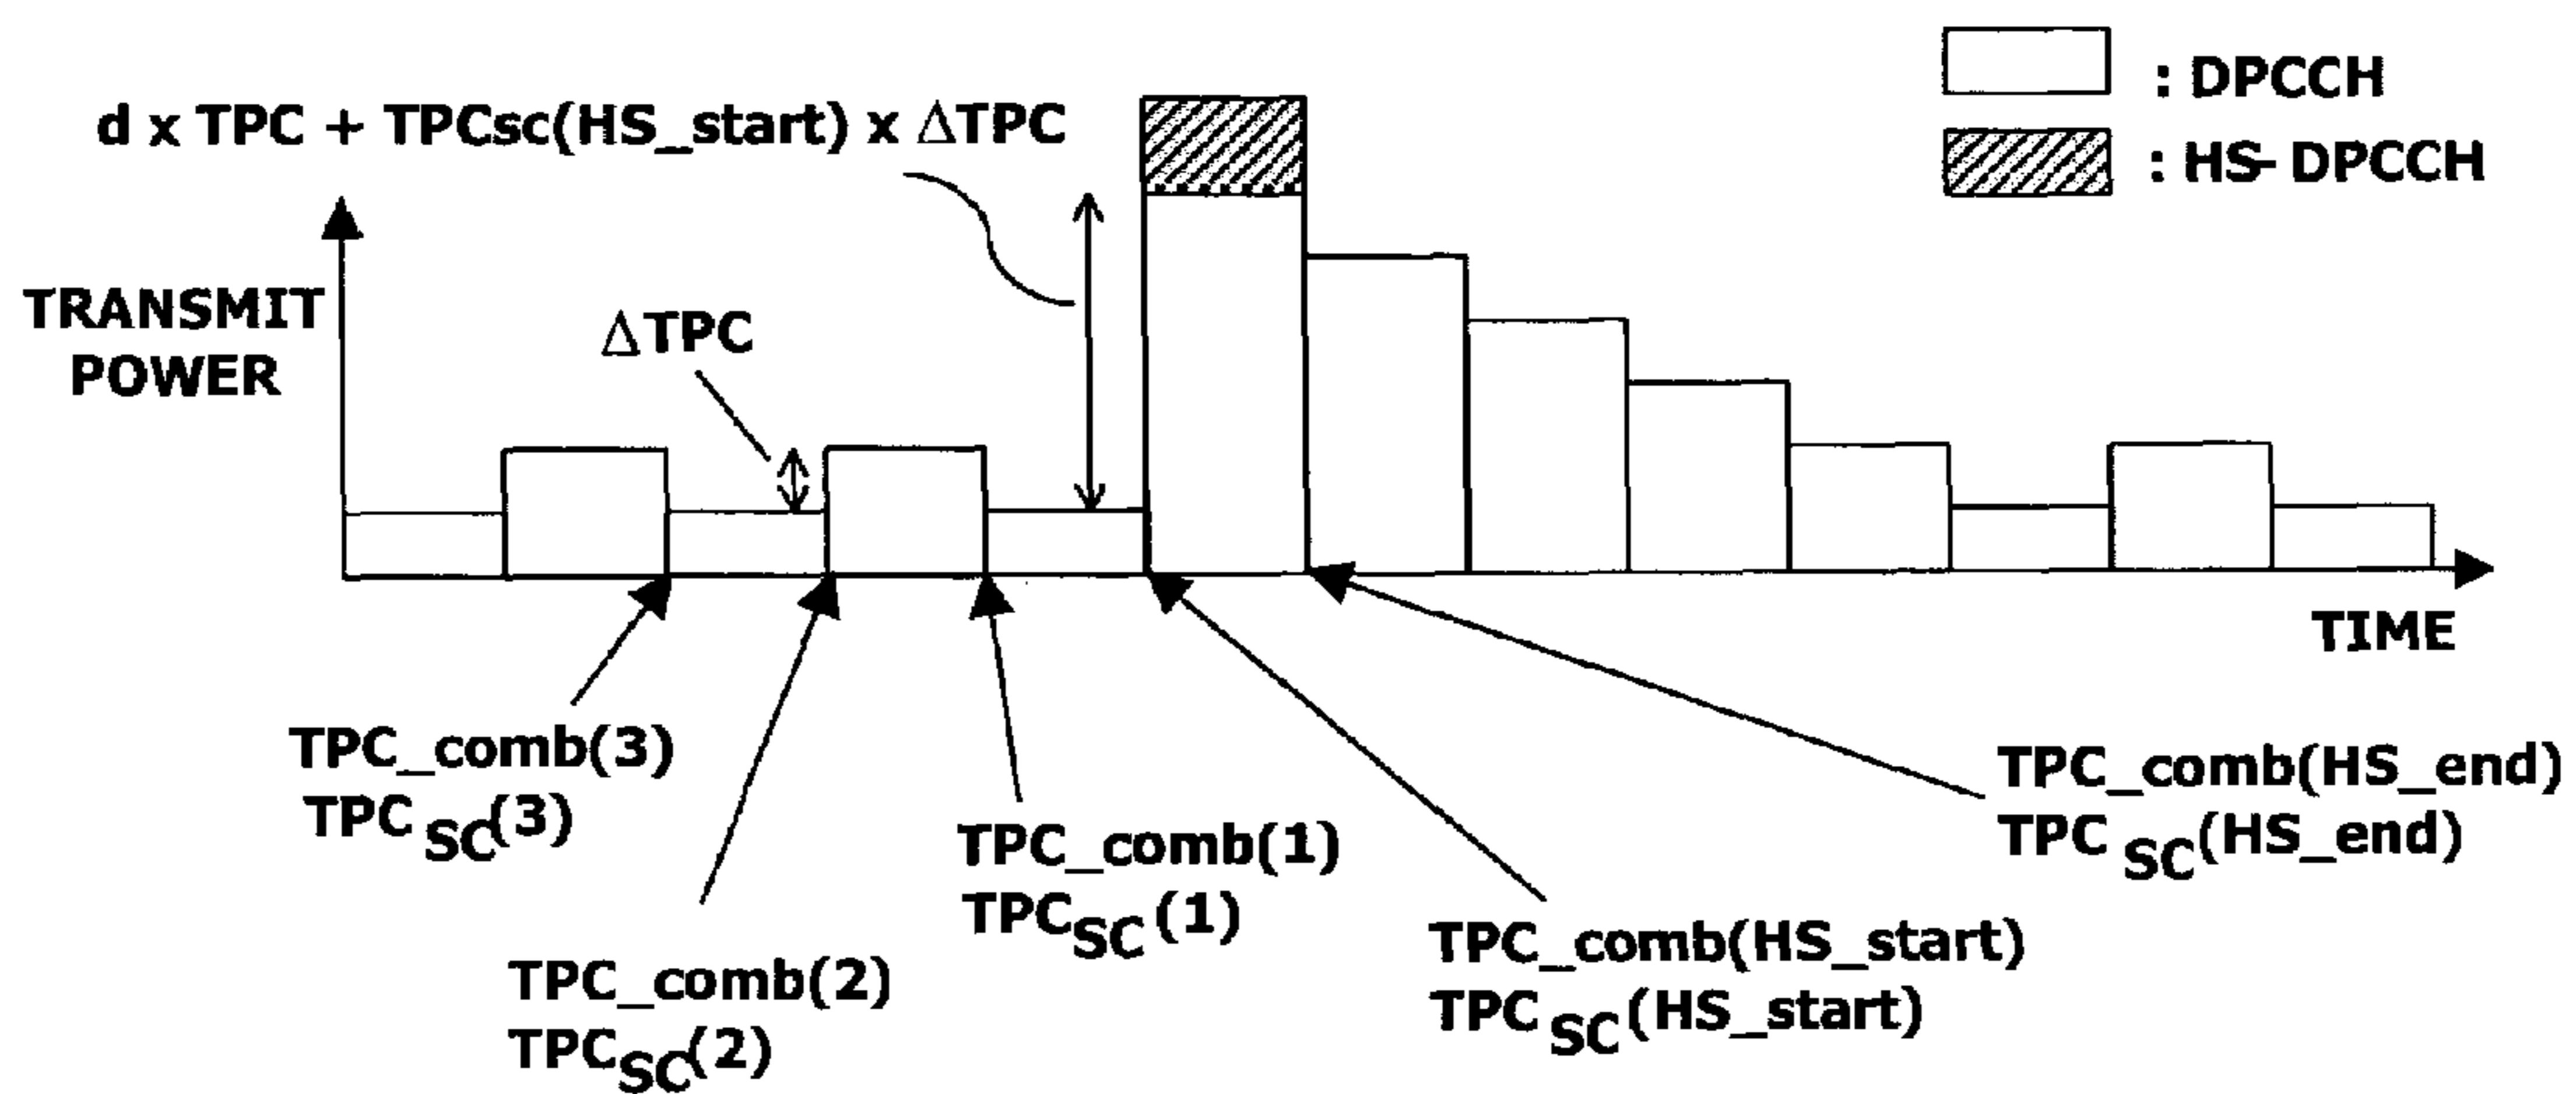 : DPCCH
: HS-DPCCH
d x TPC + TPCsc(HS_start) x ΔTPC
TRANSMIT
POWER
ΔTPC
TIME
TPC_comb(3)
TPC SC(3)
TPC_comb(2)
TPCSC(2)
TPC_comb(1)
TPCSC (1)
TPC_comb(HS_start)
TPC SC (HS_start)
TPC_comb(HS_end)
TPC SC (HS_end)